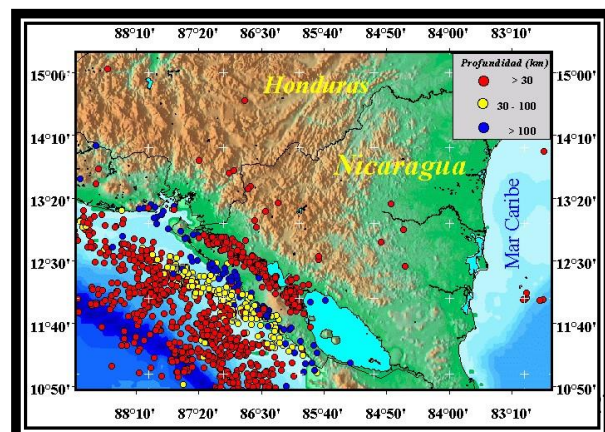 88°10' 87°20' 86°30' 85°40' 84°50' 84°00' 83°10'
15°00'
14°10'
13°20'
12°30'
11°40'
10°50'
Honduras
Nicaragua
Mar Caribe
Profundidad (km)
> 30
30 - 100
> 100
15°00'
14°10'
13°20'
12°30'
11°40'
10°50'
88°10' 87°20' 86°30' 85°40' 84°50' 84°00' 83°10'